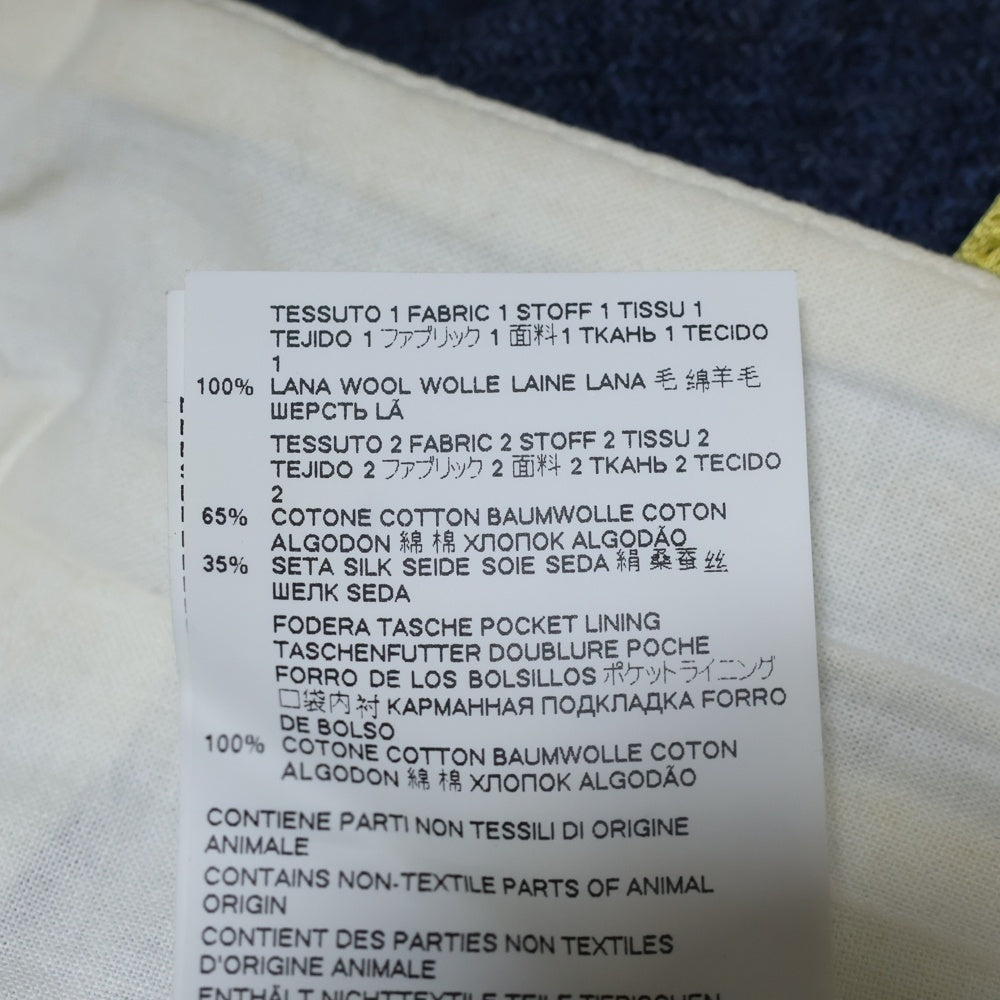 TESSUTO 1 FABRIC 1 STOFF 1 TISSU 1
TEJIDO 1 ファブリック 1 面料 1 ТКАНЬ 1 TECIDO
1
100% LANA WOOL WOLLE LAINE LANA 毛 绵羊毛
ШЕРСТЬ LÃ
TESSUTO 2 FABRIC 2 STOFF 2 TISSU 2
TEJIDO 2 ファブリック 2 面料 2 ТКАНЬ 2 TECIDO
2
65% COTONE COTTON BAUMWOLLE COTON
ALGODON 綿 棉 ХЛОПОК ALGODÃO
35% SETA SILK SEIDE SOIE SEDA 絹 桑蚕丝
ШЕЛК SEDA
FODERA TASCHE POCKET LINING
TASCHENFUTTER DOUBLURE POCHE
FORRO DE LOS BOLSILLOS ポケットライニング
口袋内衬 КАРМАННАЯ ПОДКЛАДКА FORRO
DE BOLSO
100% COTONE COTTON BAUMWOLLE COTON
ALGODON 綿 棉 ХЛОПОК ALGODÃO
CONTIENE PARTI NON TESSILI DI ORIGINE
ANIMALE
CONTAINS NON-TEXTILE PARTS OF ANIMAL
ORIGIN
CONTIENT DES PARTIES NON TEXTILES
D'ORIGINE ANIMALE
ENTHÄLT NICHTTEXTILE TEILE TIERISCHEN